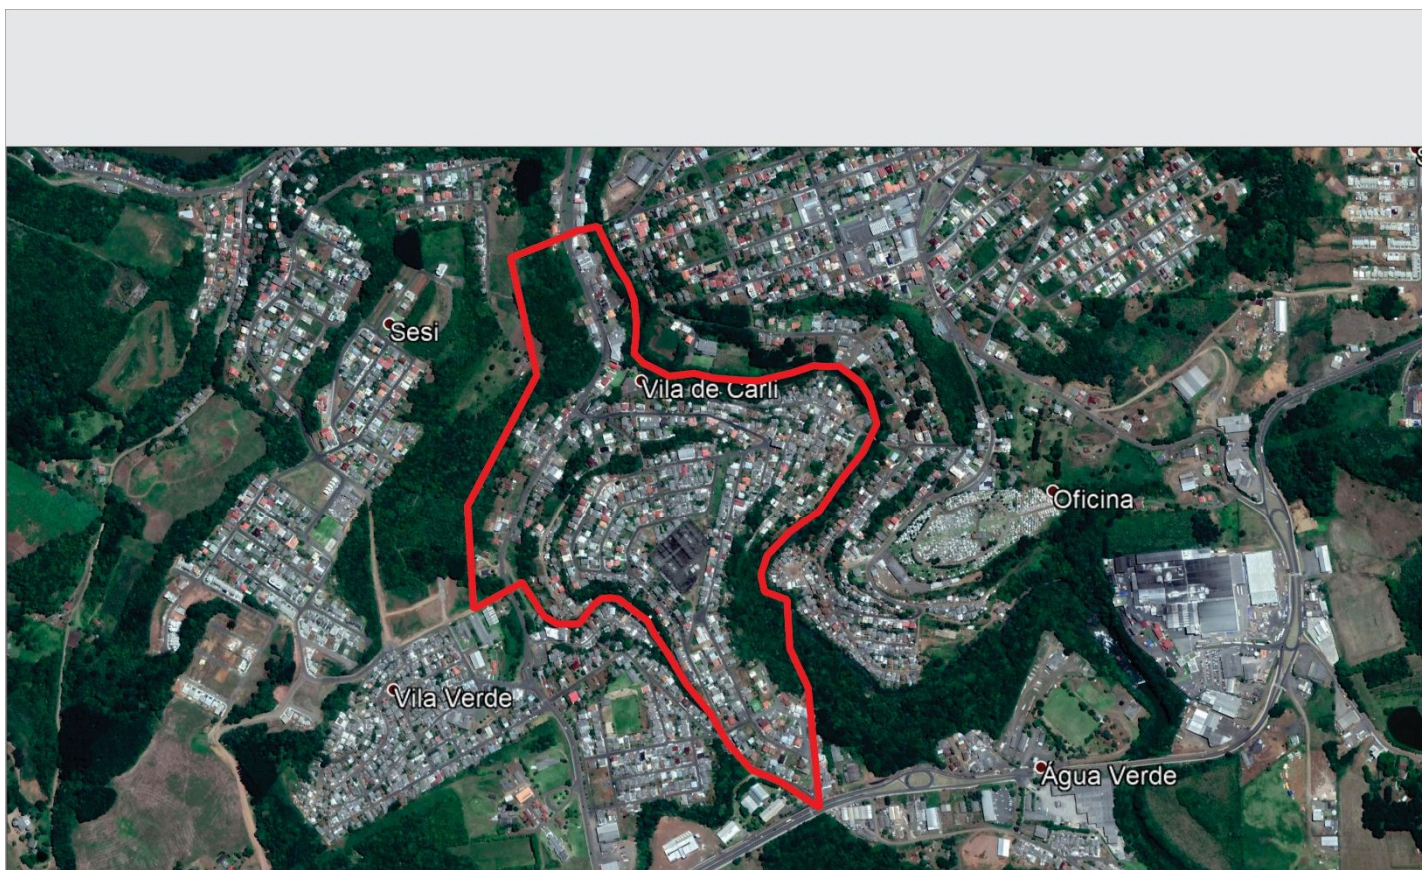 Sesi
Vila de Carli
Oficina
Vila Verde
Água Verde